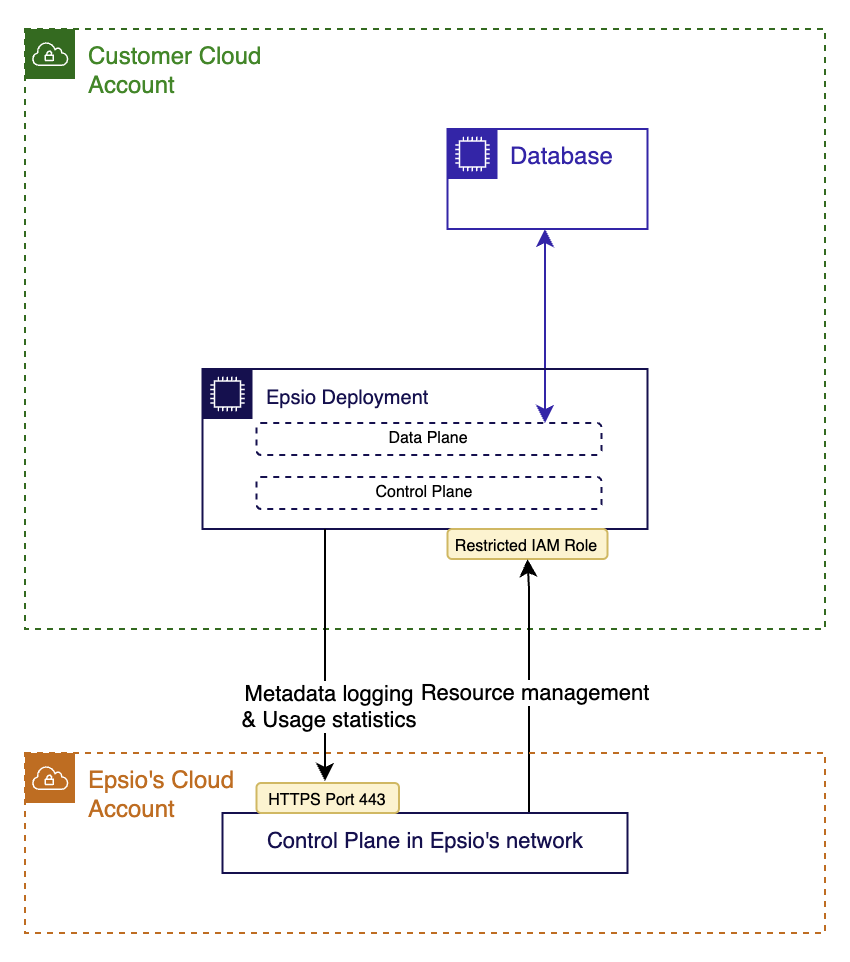 Customer Cloud
Account
Database
Epsio Deployment
Data Plane
Control Plane
Restricted IAM Role
Metadata logging
& Usage statistics
Resource management
Epsio's Cloud
Account
HTTPS Port 443
Control Plane in Epsio's network